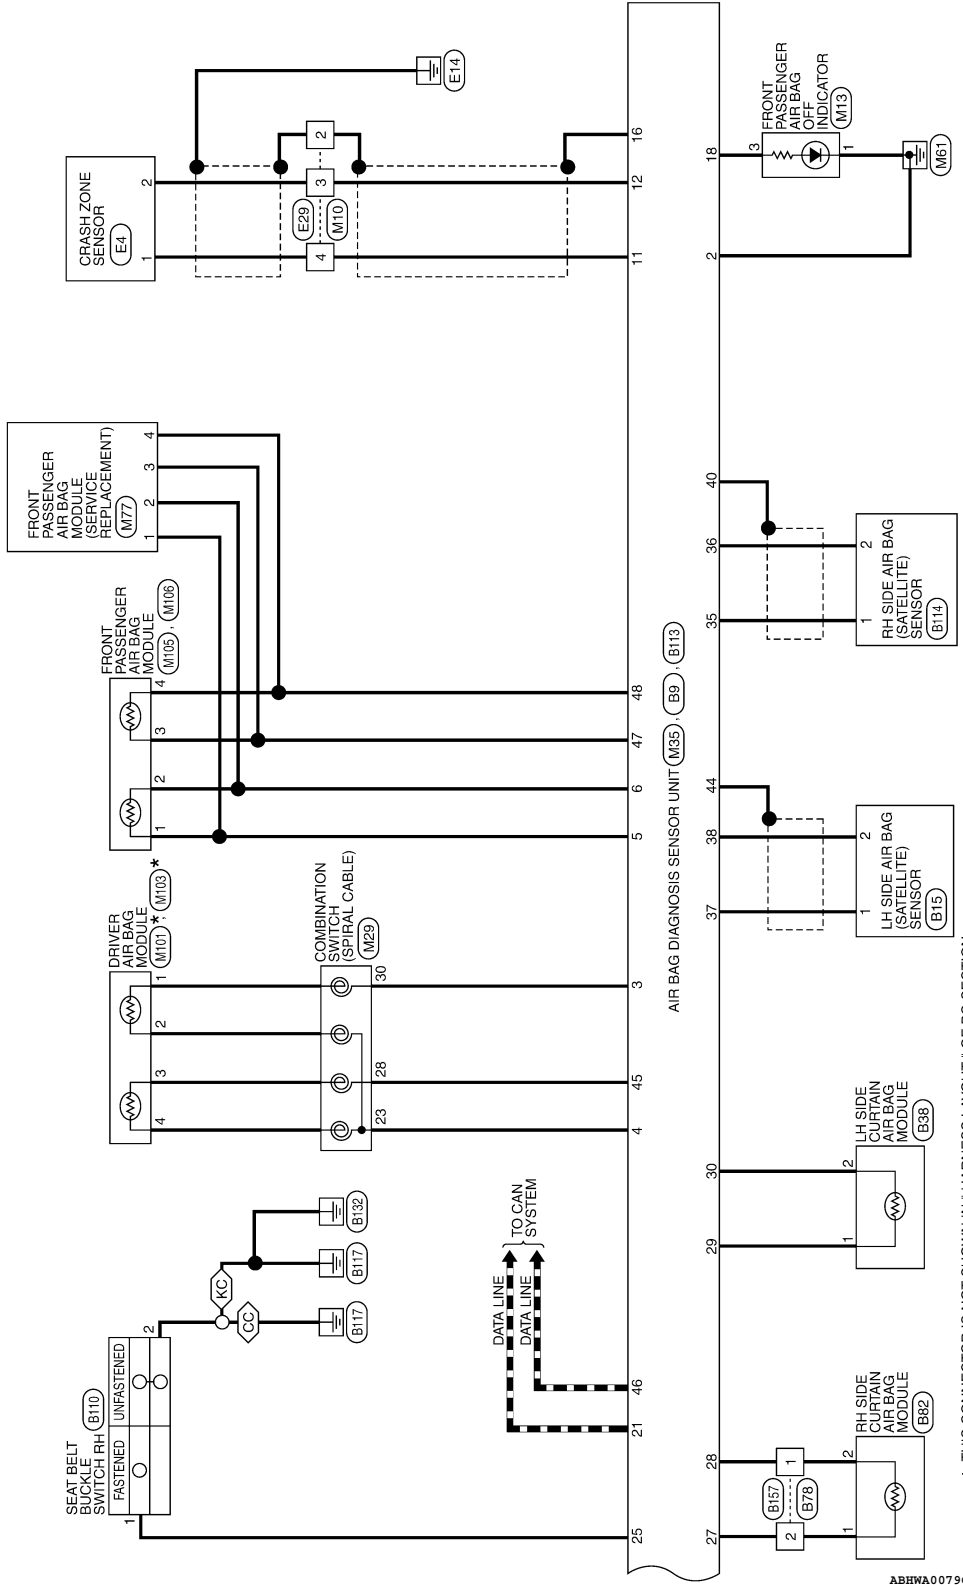 CRASH ZONE
SENSOR
E4
1
2
E14
E29
M10
4
3
2
11
12
16
FRONT
PASSENGER
AIR BAG
MODULE
(SERVICE
REPLACEMENT)
M77
1
2
3
4
FRONT
PASSENGER
AIR BAG
MODULE
M105 , M106
1
2
3
4
5
6
47
48
DRIVER
AIR BAG
MODULE
M101 * , M103 *
4
3
2
1
COMBINATION
SWITCH
(SPIRAL CABLE)
M29
23
28
30
4
45
3
SEAT BELT
BUCKLE
SWITCH RH
B110
FASTENED
UNFASTENED
1
2
KC
CC
B117
B117
B132
25
DATA LINE
DATA LINE
TO CAN
SYSTEM
21
46
AIR BAG DIAGNOSIS SENSOR UNIT M35 , B9 , B113
27
28
29
30
37
38
44
35
36
40
2
18
B157
B78
2
1
1
2
RH SIDE
CURTAIN
AIR BAG
MODULE
B82
1
2
LH SIDE
CURTAIN
AIR BAG
MODULE
B38
1
2
LH SIDE AIR BAG
(SATELLITE)
SENSOR
B15
1
2
RH SIDE AIR BAG
(SATELLITE)
SENSOR
B114
3
1
FRONT
PASSENGER
AIR BAG
OFF
INDICATOR
M13
M61
ABHWA0079